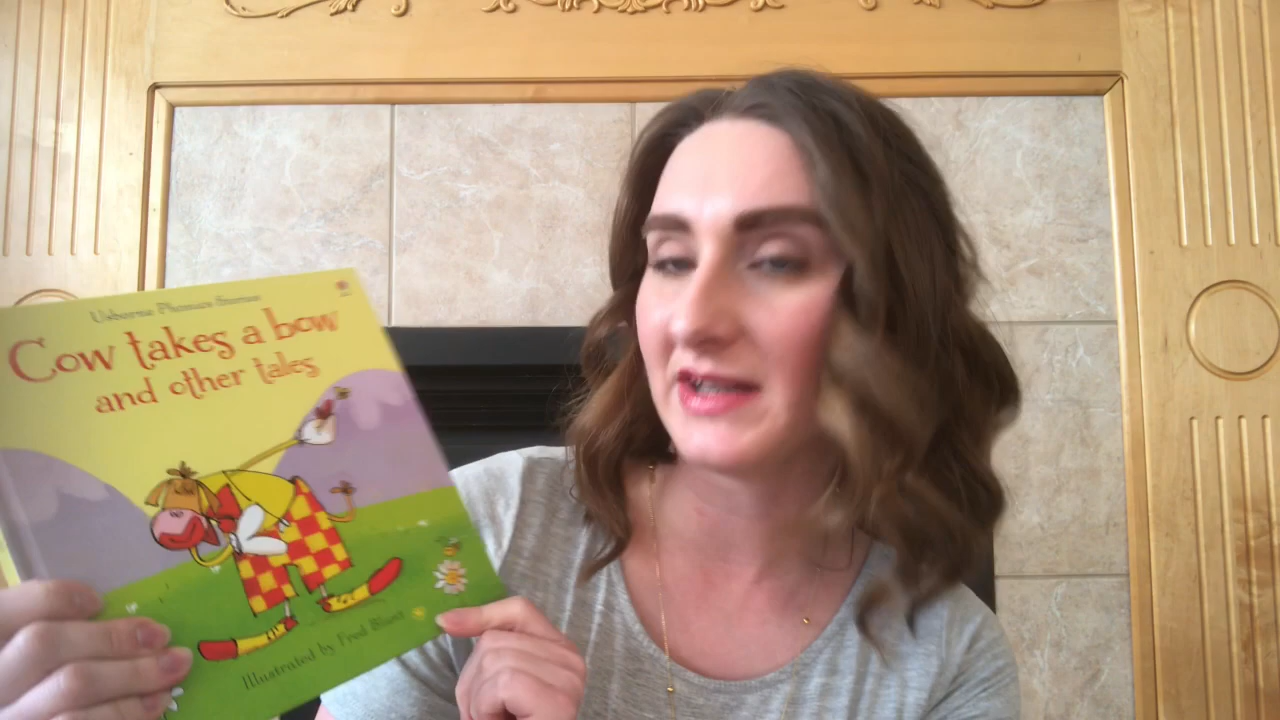 Usborne Phonics Stories
Cow takes a bow
and other tales
Illustrated by Fred Blunt